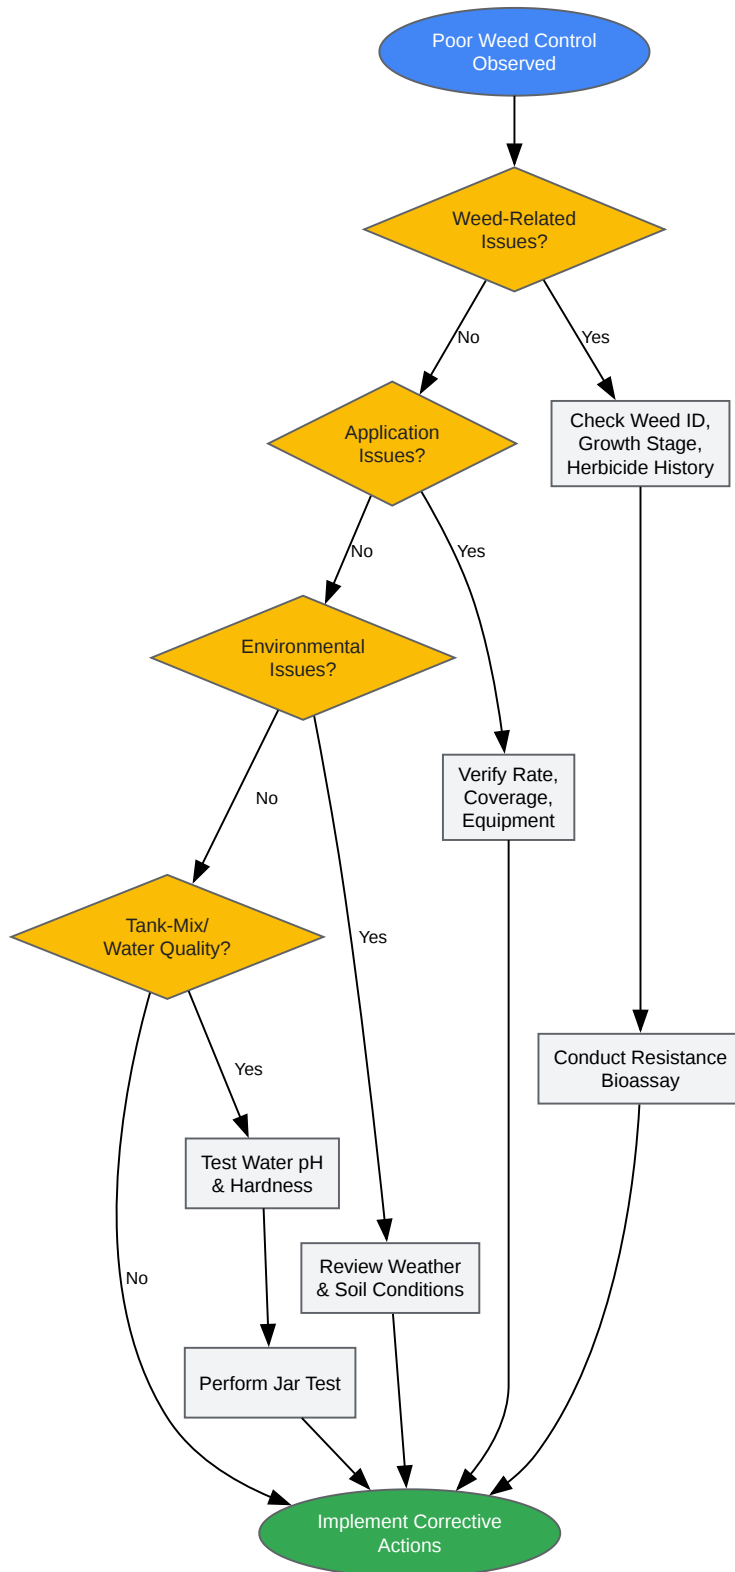 Poor Weed Control
Observed
Weed-Related
Issues?
No
Yes
Application
Issues?
Check Weed ID,
Growth Stage,
Herbicide History
No
Yes
Environmental
Issues?
Verify Rate,
Coverage,
Equipment
No
Yes
Tank-Mix/
Water Quality?
Conduct Resistance
Bioassay
Yes
Test Water pH
& Hardness
No
Review Weather
& Soil Conditions
Perform Jar Test
Implement Corrective
Actions